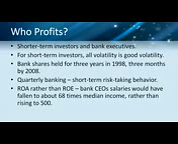 Who Profits?
• Shorter-term investors and bank executives.
• For short-term investors, all volatility is good volatility.
• Bank shares held for three years in 1998, three months
by 2008.
• Quarterly banking – short-term risk-taking behavior.
• ROA rather than ROE – bank CEOs salaries would have
fallen to about 68 times median income, rather than
rising to 500.